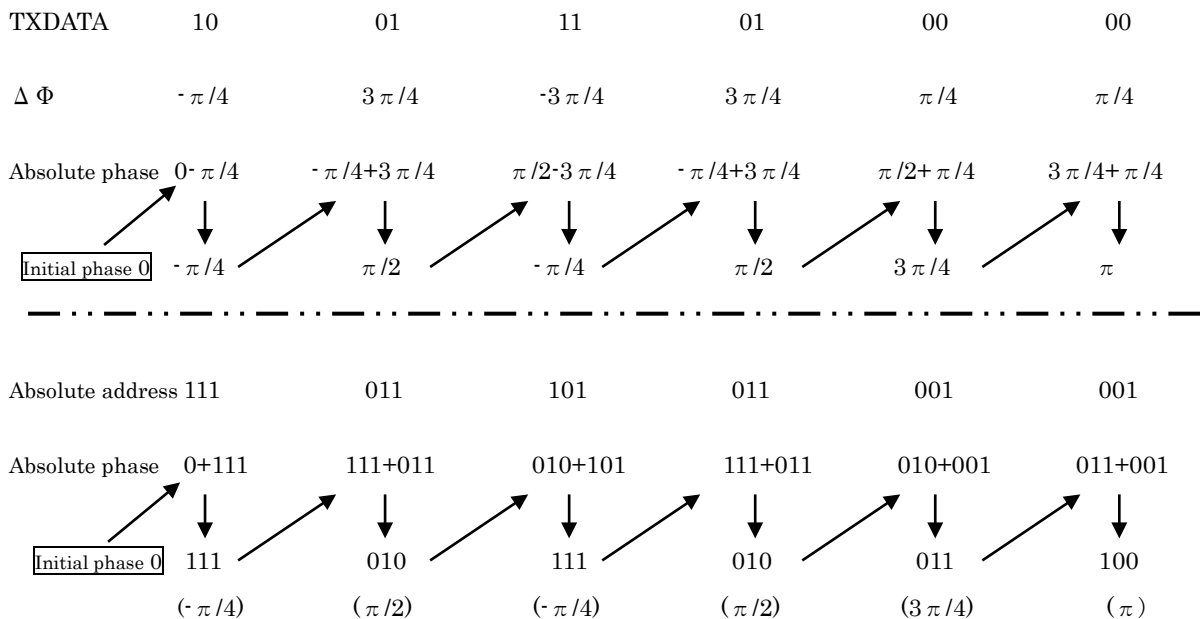 TXDATA 10 01 11 01 00 00
Δ Φ -π/4 3π/4 -3π/4 3π/4 π/4 π/4
Absolute phase 0-π/4 -π/4+3π/4 π/2-3π/4 -π/4+3π/4 π/2+π/4 3π/4+π/4
Initial phase 0 -π/4 π/2 -π/4 π/2 3π/4 π
Absolute address 111 011 101 011 001 001
Absolute phase 0+111 111+011 010+101 111+011 010+001 011+001
Initial phase 0 111 010 111 010 011 100
(-π/4) (π/2) (-π/4) (π/2) (3π/4) (π)